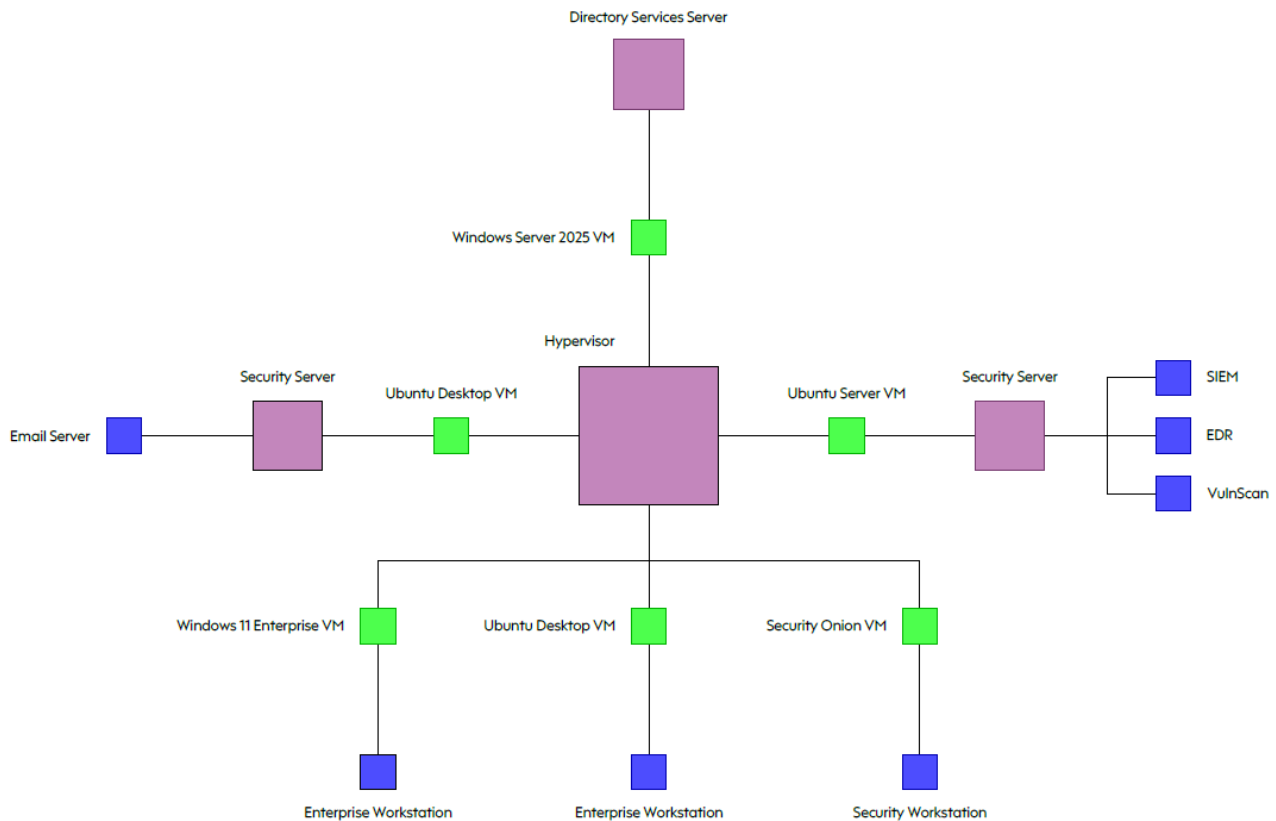 Directory Services Server
Windows Server 2025 VM
Hypervisor
Security Server
Security Server
Ubuntu Desktop VM
Ubuntu Server VM
SIEM
Email Server
EDR
VulnScan
Windows 11 Enterprise VM
Ubuntu Desktop VM
Security Onion VM
Enterprise Workstation
Enterprise Workstation
Security Workstation